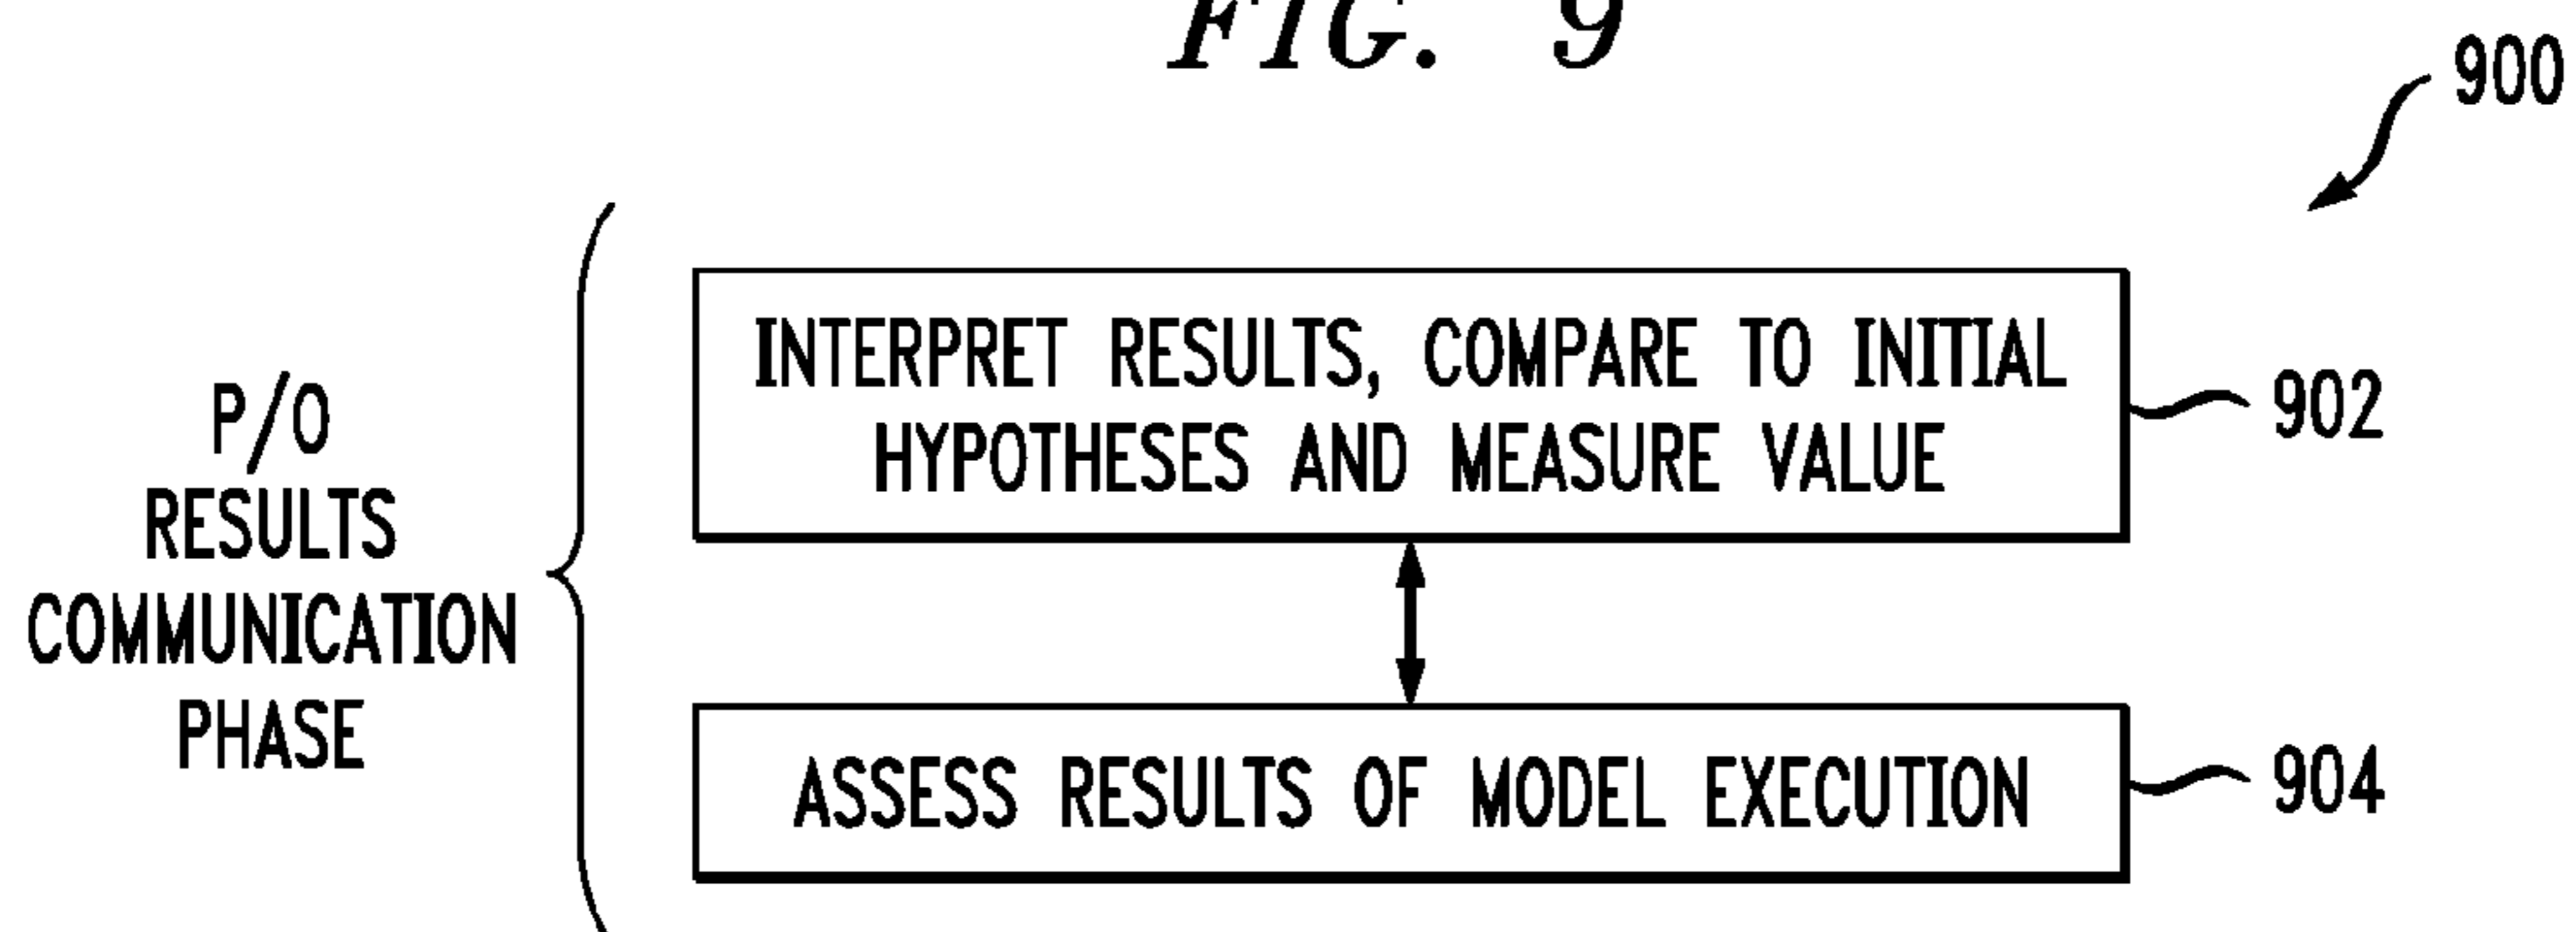 FIG. 9
900
P/O
RESULTS
COMMUNICATION
PHASE
INTERPRET RESULTS, COMPARE TO INITIAL
HYPOTHESES AND MEASURE VALUE
902
ASSESS RESULTS OF MODEL EXECUTION
904